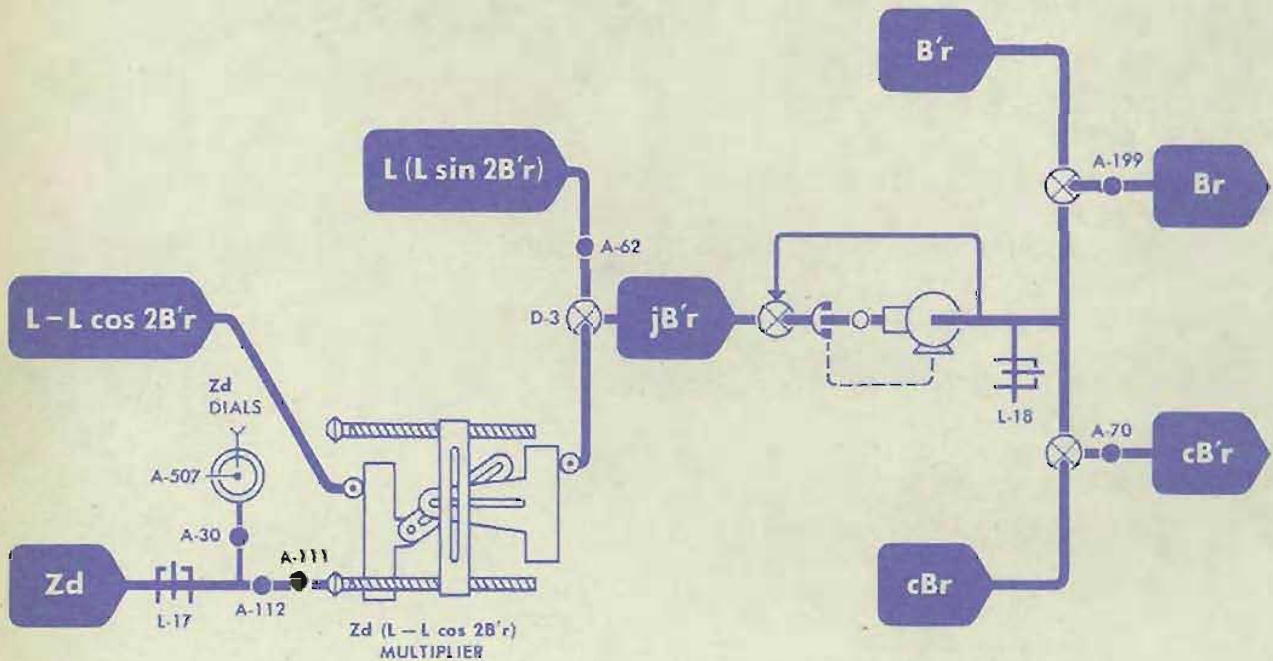 B′r
A-199
Br
L (L sin 2B′r)
A-62
L – L cos 2B′r
D-3
jB′r
L-18
Zd
DIALS
A-507
A-30
A-111
A-70
cB′r
Zd
L-17
A-112
cBr
Zd (L – L cos 2B′r)
MULTIPLIER